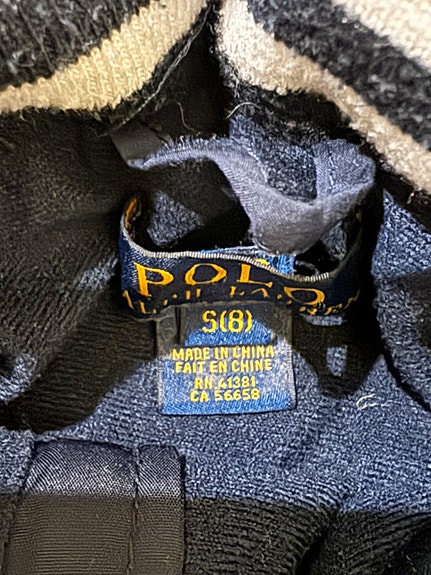 POLO
RALPH LAUREN
S(8)
MADE IN CHINA
FAIT EN CHINE
RN 41381
CA 56658